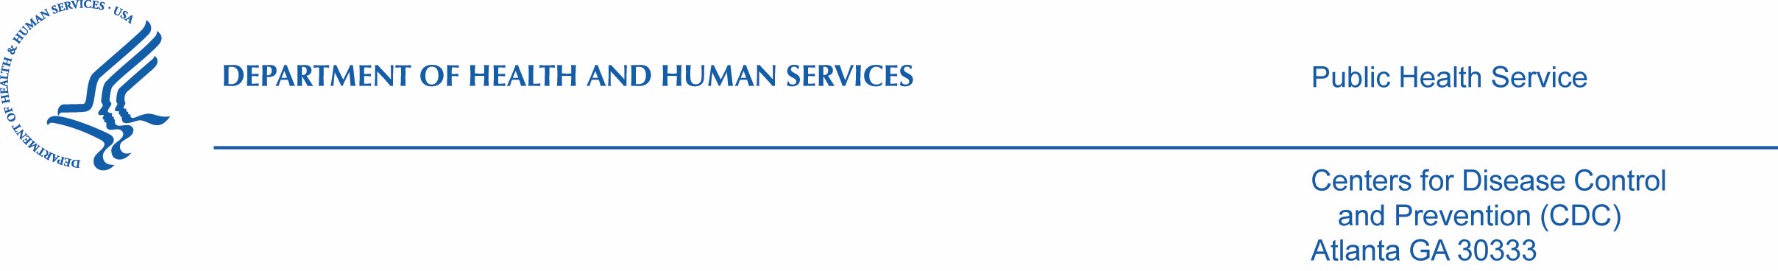 DEPARTMENT OF HEALTH & HUMAN SERVICES · USA
DEPARTMENT OF HEALTH AND HUMAN SERVICES
Public Health Service
Centers for Disease Control
and Prevention (CDC)
Atlanta GA 30333